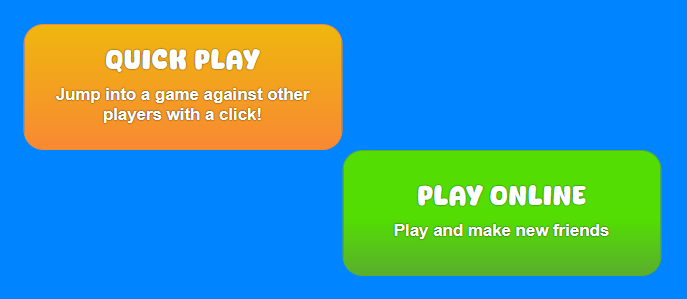 QUICK PLAY
Jump into a game against other
players with a click!
PLAY ONLINE
Play and make new friends